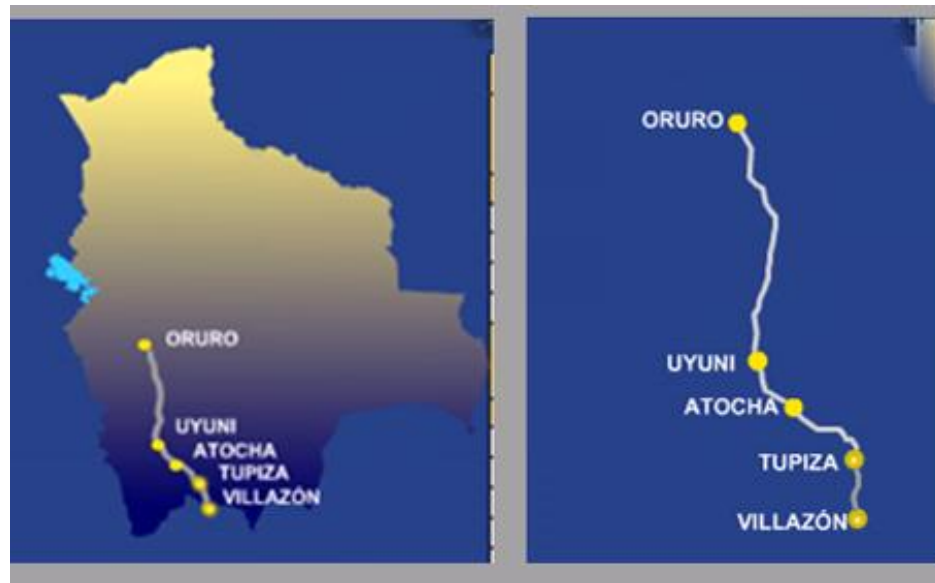 ORURO
UYUNI
ATOCHA
TUPIZA
VILLAZÓN
ORURO
UYUNI
ATOCHA
TUPIZA
VILLAZÓN